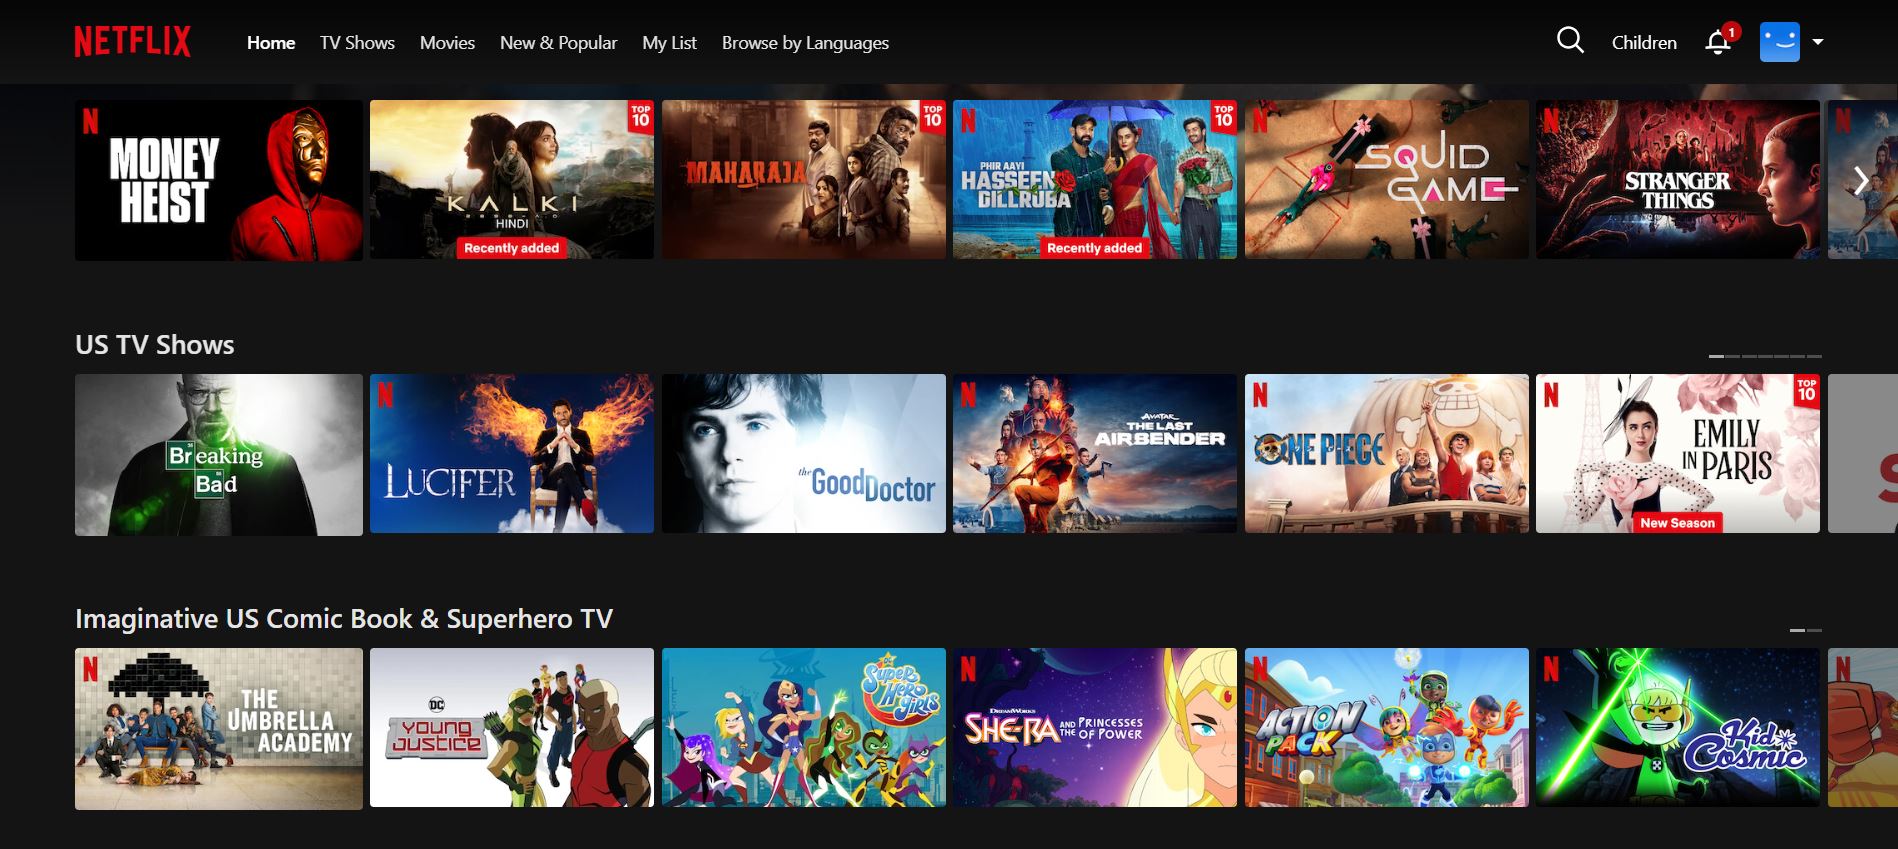 NETFLIX
Home TV Shows Movies New & Popular My List Browse by Languages
Children
1
N
MONEY
HEIST
TOP
10
KALKI
2898-A.D
HINDI
Recently added
TOP
10
MAHARAJA
N
TOP
10
PHIR AAYI
HASSEEN
DILLRUBA
Recently added
N
SQUID
GAME
N
STRANGER
THINGS
N
US TV Shows
Breaking
Bad
N
LUCIFER
the GoodDoctor
N
AVATAR
THE LAST
AIRBENDER
N
ONE PIECE
N
TOP
10
EMILY
IN PARIS
New Season
S
Imaginative US Comic Book & Superhero TV
N
THE
UMBRELLA
ACADEMY
DC
YOUNG
JUSTICE
DC
Super
Hero
girls
N
DREAMWORKS
SHE-RA AND THE PRINCESSES OF POWER
N
ACTION
PACK
N
Kid
Cosmic
N